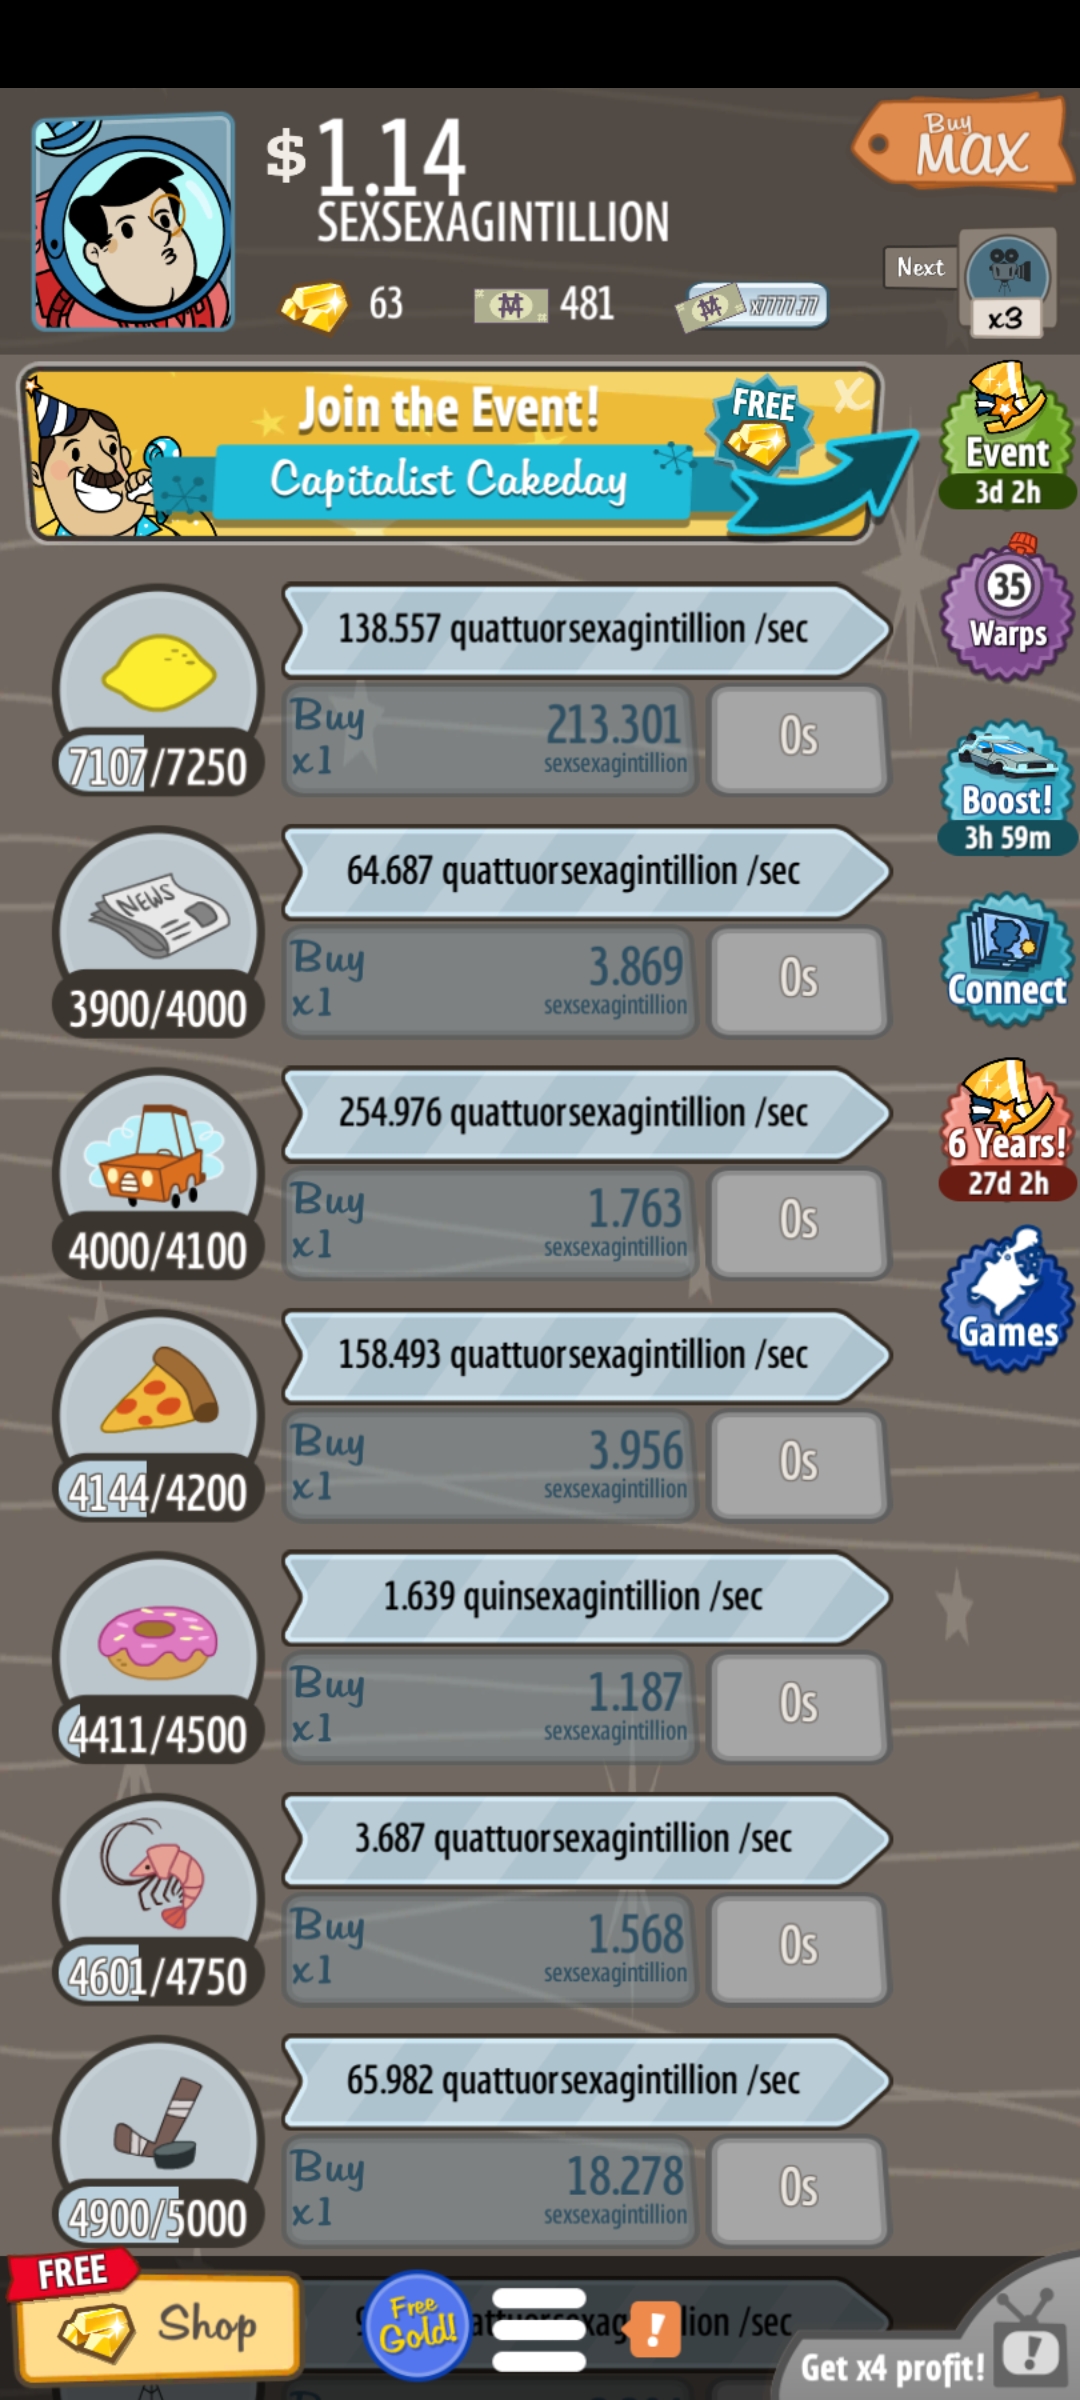 $1.14
SEXSEXAGINTILLION
Buy
MAX
63
481
x7777.77
Next
x3
Join the Event!
Capitalist Cakeday
FREE
X
Event
3d 2h
35
Warps
Boost!
3h 59m
Connect
6 Years!
27d 2h
Games
138.557 quattuorsexagintillion /sec
7107/7250
Buy
x1
213.301
sexsexagintillion
0s
NEWS
64.687 quattuorsexagintillion /sec
3900/4000
Buy
x1
3.869
sexsexagintillion
0s
254.976 quattuorsexagintillion /sec
4000/4100
Buy
x1
1.763
sexsexagintillion
0s
158.493 quattuorsexagintillion /sec
4144/4200
Buy
x1
3.956
sexsexagintillion
0s
1.639 quinsexagintillion /sec
4411/4500
Buy
x1
1.187
sexsexagintillion
0s
3.687 quattuorsexagintillion /sec
4601/4750
Buy
x1
1.568
sexsexagintillion
0s
65.982 quattuorsexagintillion /sec
4900/5000
Buy
x1
18.278
sexsexagintillion
0s
/sec
FREE
Shop
Free
Gold!
!
Get x4 profit!
!